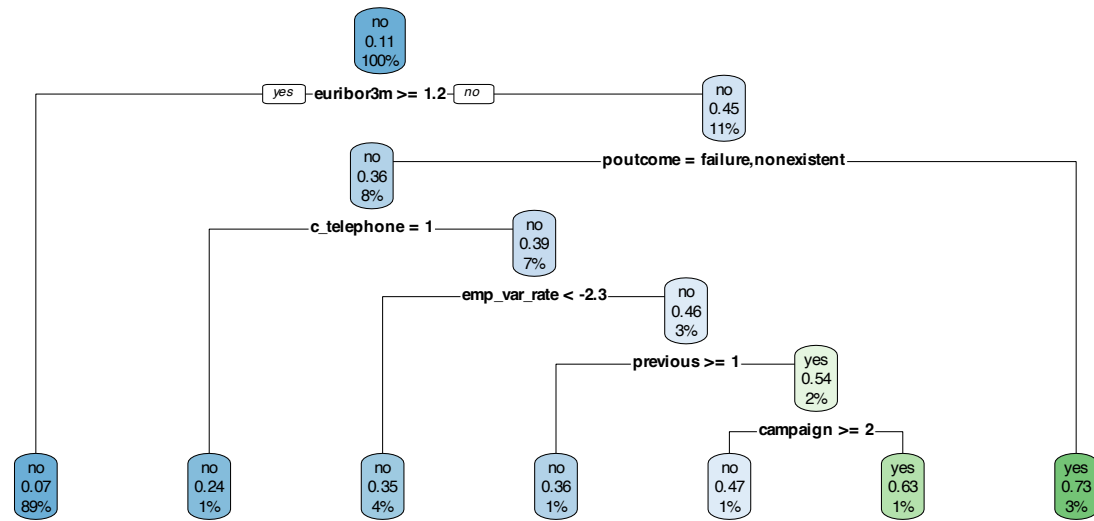 no
0.11
100%
yes euribor3m >= 1.2 no
no
0.45
11%
poutcome = failure,nonexistent
no
0.36
8%
c_telephone = 1
no
0.39
7%
emp_var_rate < -2.3
no
0.46
3%
previous >= 1
yes
0.54
2%
campaign >= 2
no
0.07
89%
no
0.24
1%
no
0.35
4%
no
0.36
1%
no
0.47
1%
yes
0.63
1%
yes
0.73
3%